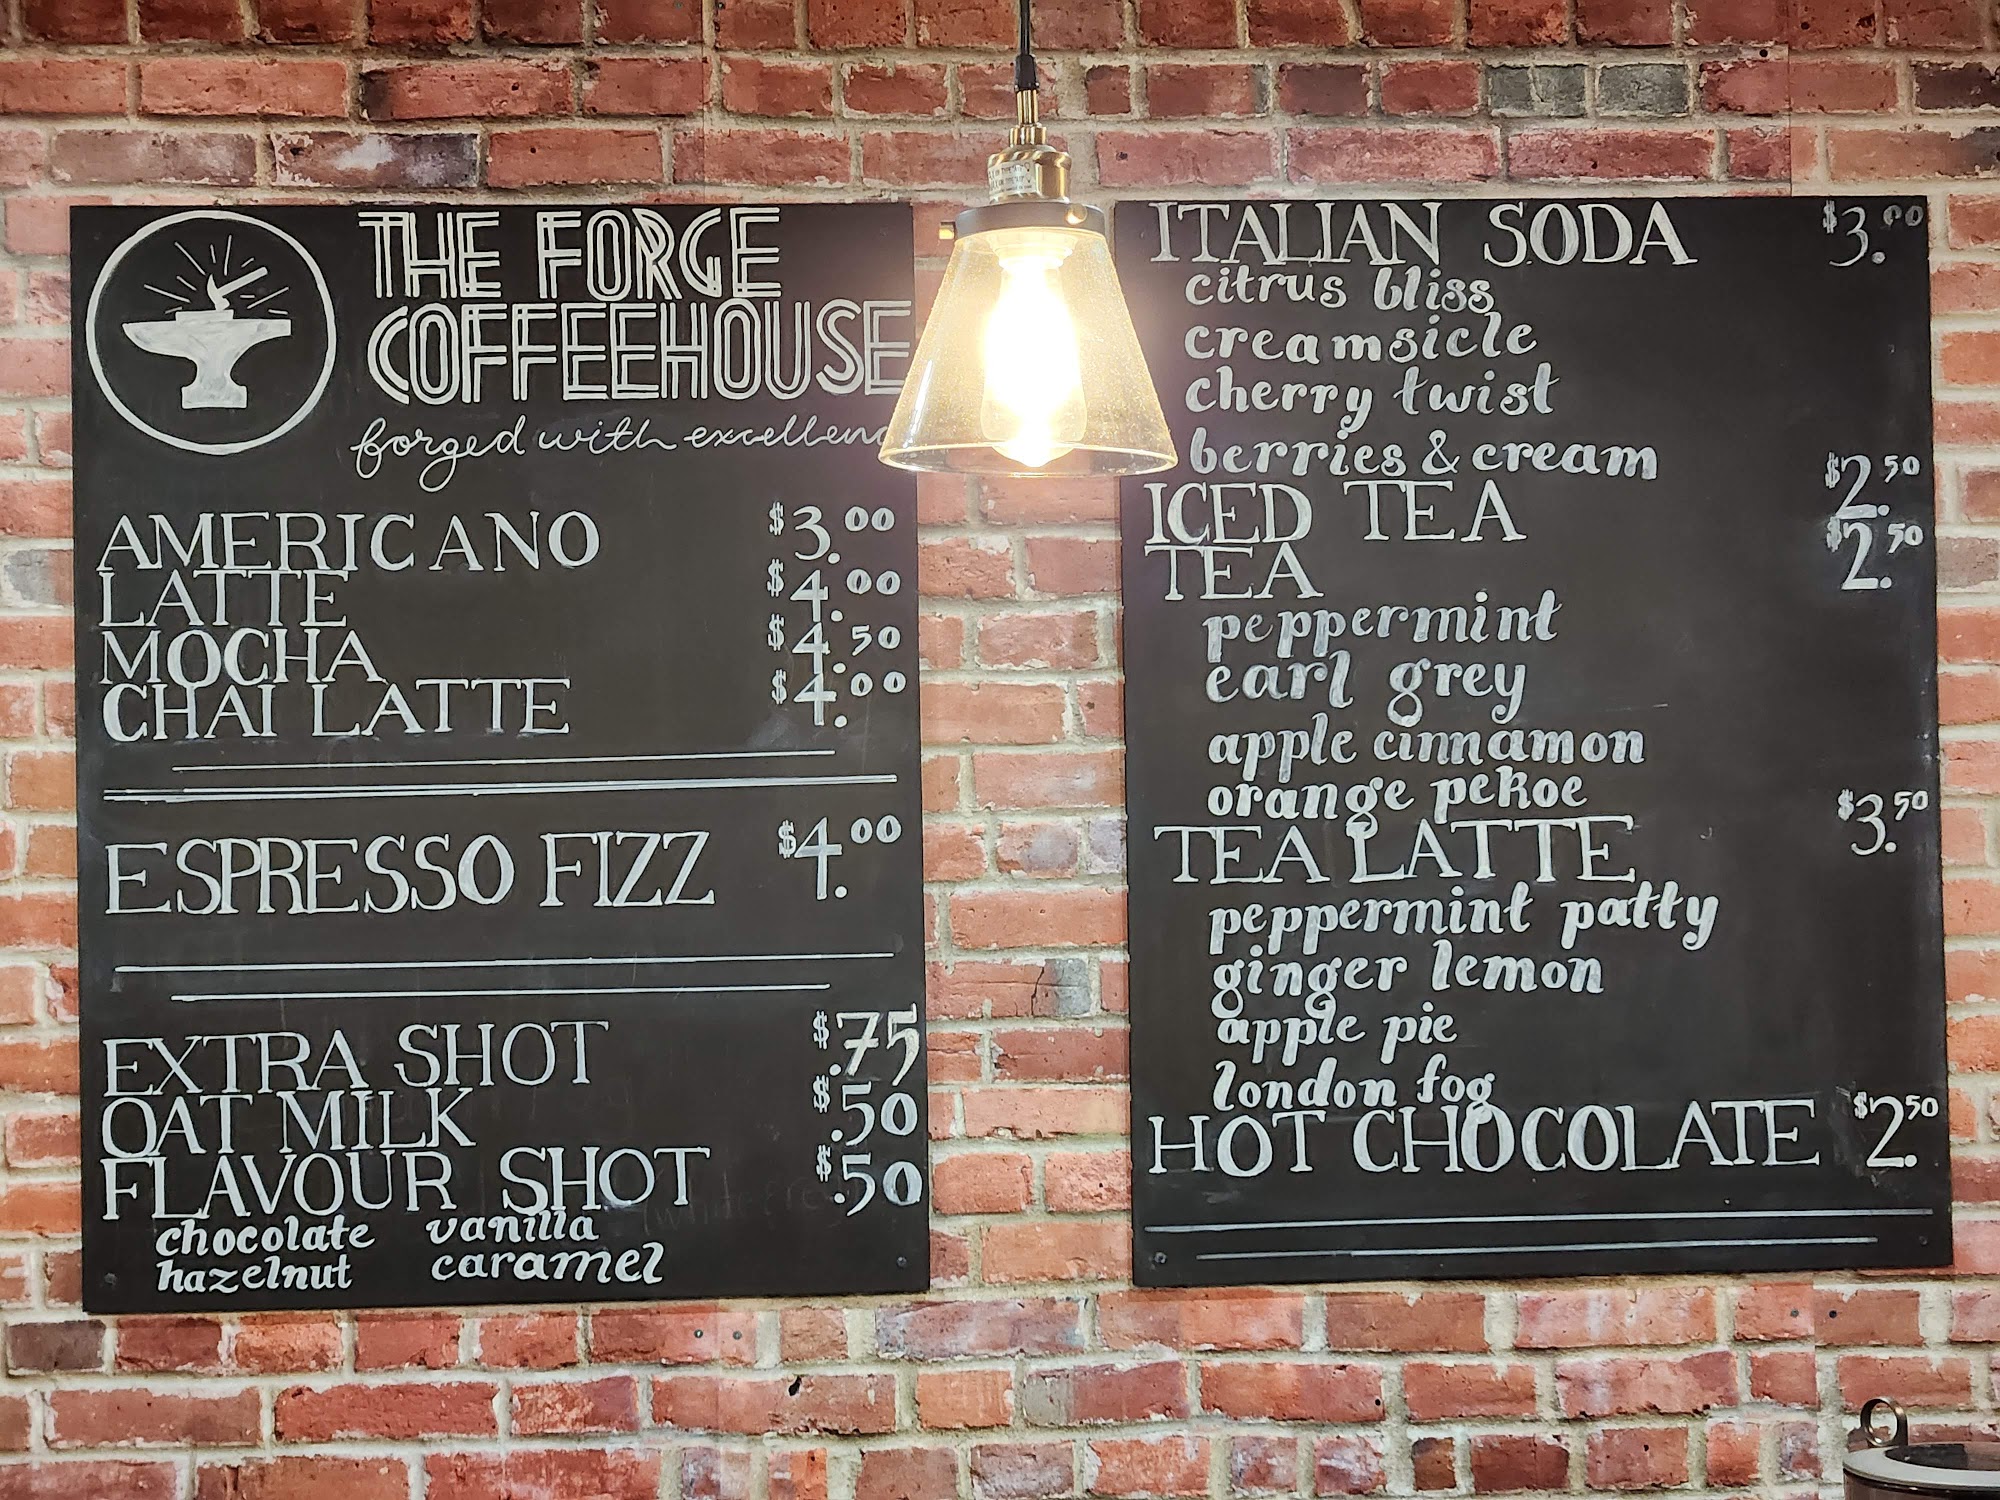 THE FORGE
COFFEEHOUSE
forged with
AMERICANO $3.00
LATTE $4.00
MOCHA $4.50
CHAI LATTE $4.00
ESPRESSO FIZZ $4.00
EXTRA SHOT $.75
OAT MILK $.50
FLAVOUR SHOT $.50
chocolate vanilla
hazelnut caramel
ITALIAN SODA $3.00
citrus bliss
creamsicle
cherry twist
berries & cream
ICED TEA $2.50
TEA $2.50
peppermint
earl grey
apple cinnamon
orange pekoe
TEA LATTE $3.50
peppermint patty
ginger lemon
apple pie
london fog
HOT CHOCOLATE $2.50